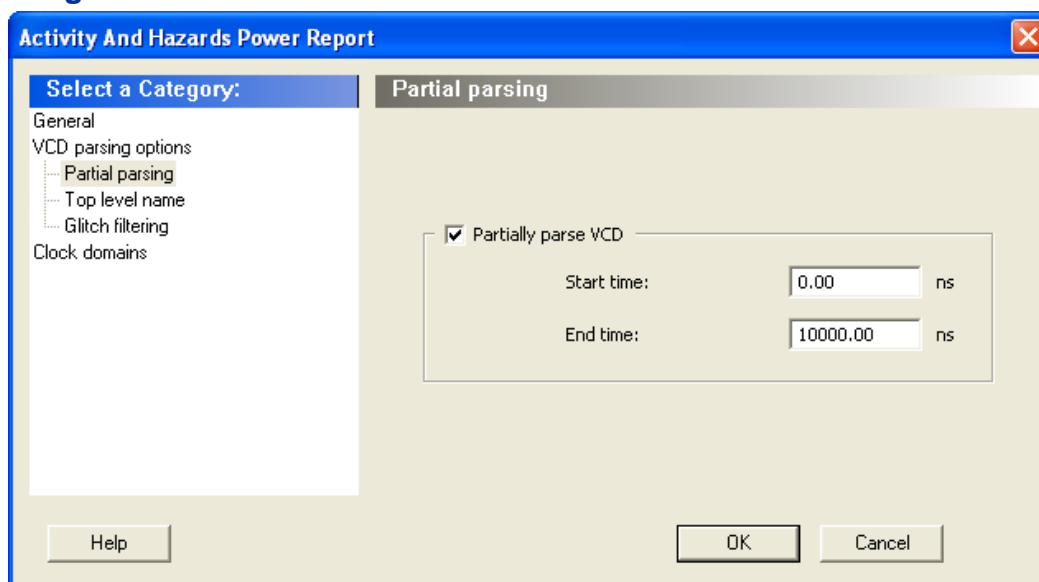 Activity And Hazards Power Report
Select a Category:
General
VCD parsing options
Partial parsing
Top level name
Glitch filtering
Clock domains
Partial parsing
Partially parse VCD
Start time: 0.00 ns
End time: 10000.00 ns
Help
OK
Cancel